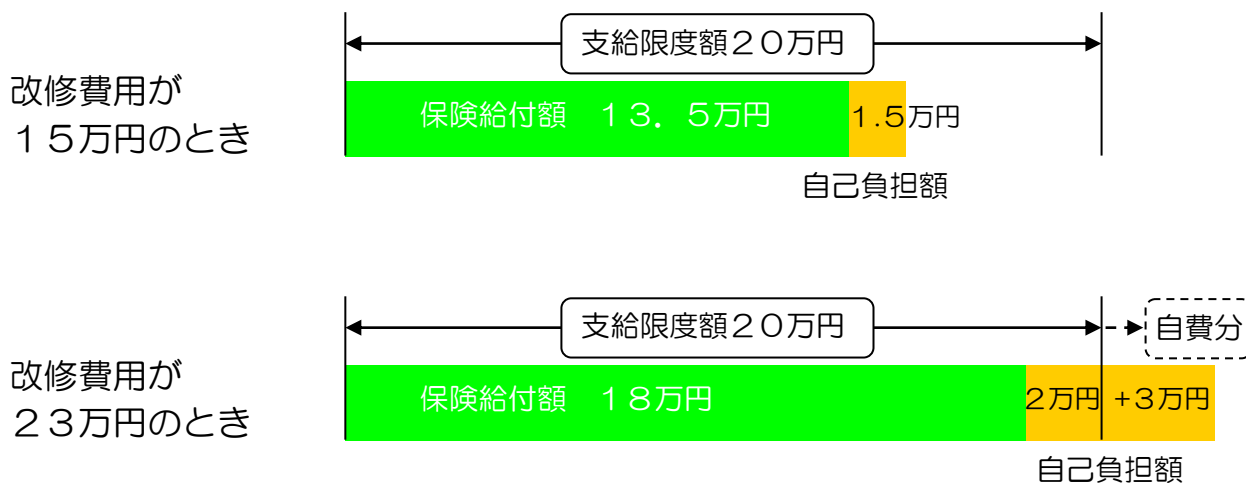 支給限度額２０万円
改修費用が
１５万円のとき
保険給付額　１３．５万円
1.5万円
自己負担額
支給限度額２０万円
自費分
改修費用が
２３万円のとき
保険給付額　１８万円
2万円
+3万円
自己負担額